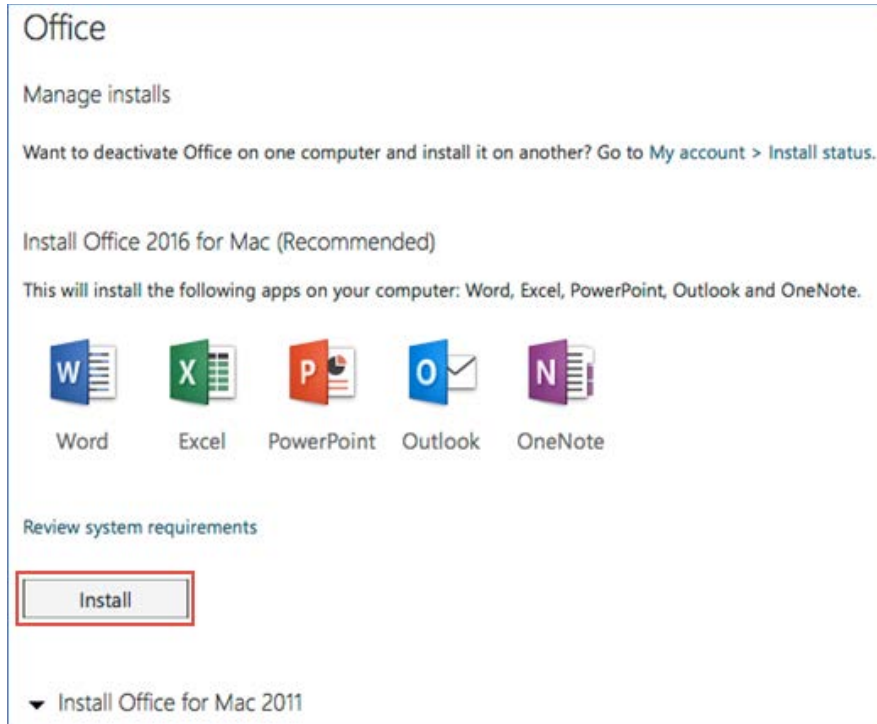 Office
Manage installs
Want to deactivate Office on one computer and install it on another? Go to My account > Install status.
Install Office 2016 for Mac (Recommended)
This will install the following apps on your computer: Word, Excel, PowerPoint, Outlook and OneNote.
W X P O N
Word Excel PowerPoint Outlook OneNote
Review system requirements
Install
Install Office for Mac 2011